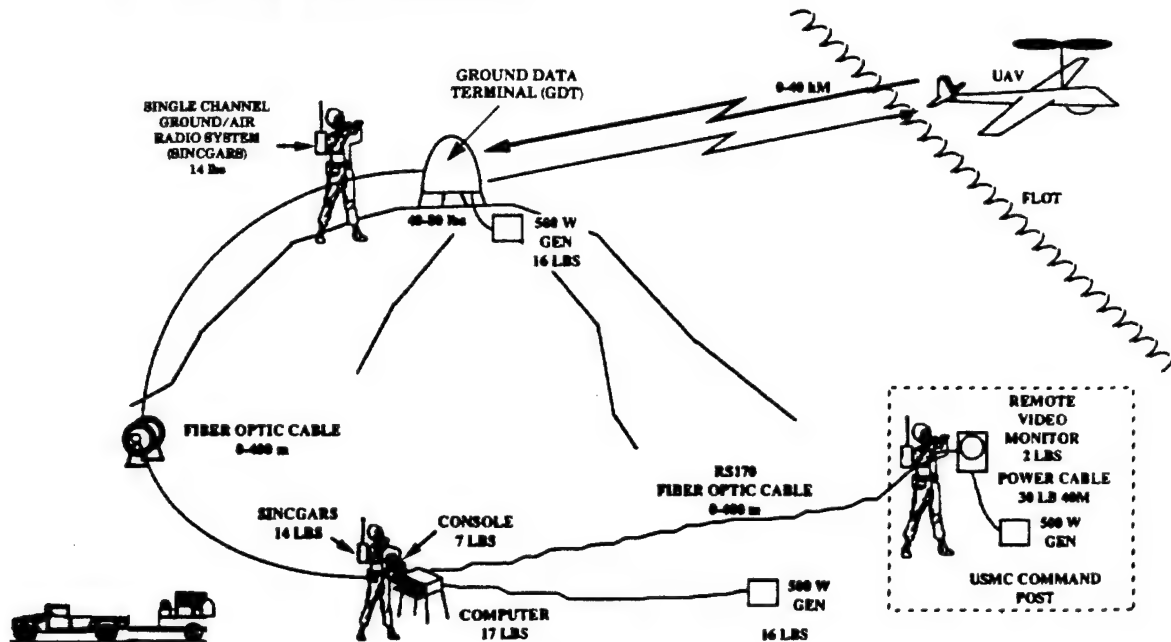 GROUND DATA
TERMINAL (GDT)
SINGLE CHANNEL
GROUND/AIR
RADIO SYSTEM
(SINCGARS)
14 lbs
0-40 kM
UAV
FLOT
40-80 lbs
500 W
GEN
16 LBS
FIBER OPTIC CABLE
0-400 m
RS170
FIBER OPTIC CABLE
0-400 m
REMOTE
VIDEO
MONITOR
2 LBS
POWER CABLE
30 LB 40M
500 W
GEN
USMC COMMAND
POST
SINCGARS
14 LBS
CONSOLE
7 LBS
COMPUTER
17 LBS
500 W
GEN
16 LBS